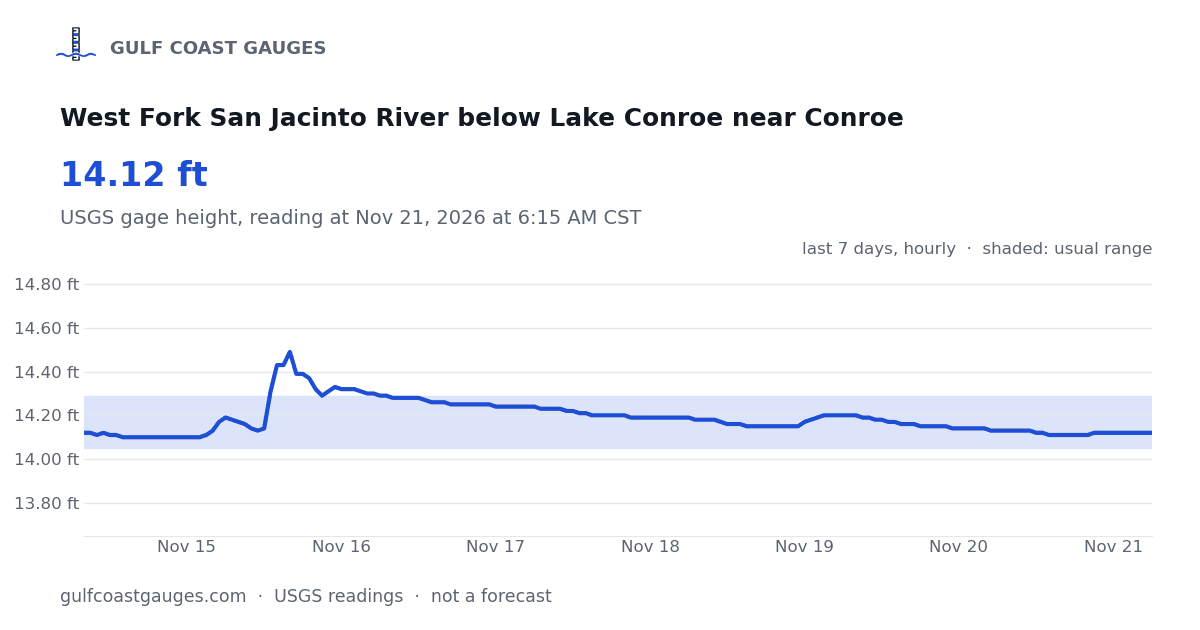 GULF COAST GAUGES
West Fork San Jacinto River below Lake Conroe near Conroe
14.12 ft
USGS gage height, reading at Nov 21, 2026 at 6:15 AM CST
last 7 days, hourly · shaded: usual range
14.80 ft
14.60 ft
14.40 ft
14.20 ft
14.00 ft
13.80 ft
Nov 15 Nov 16 Nov 17 Nov 18 Nov 19 Nov 20 Nov 21
gulfcoastgauges.com · USGS readings · not a forecast